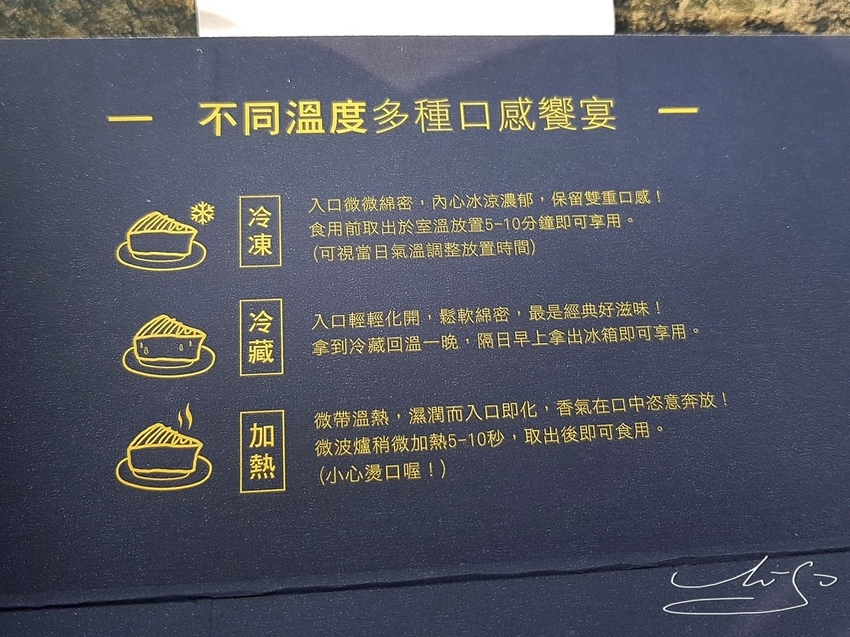 不同溫度多種口感饗宴
冷凍
入口微微綿密，內心冰涼濃郁，保留雙重口感！
食用前取出於室溫放置5-10分鐘即可享用。
(可視當日氣溫調整放置時間)
冷藏
入口輕輕化開，鬆軟綿密，最是經典好滋味！
拿到冷藏回溫一晚，隔日早上拿出冰箱即可享用。
加熱
微帶溫熱，濕潤而入口即化，香氣在口中恣意奔放！
微波爐稍微加熱5-10秒，取出後即可食用。
(小心燙口喔！)